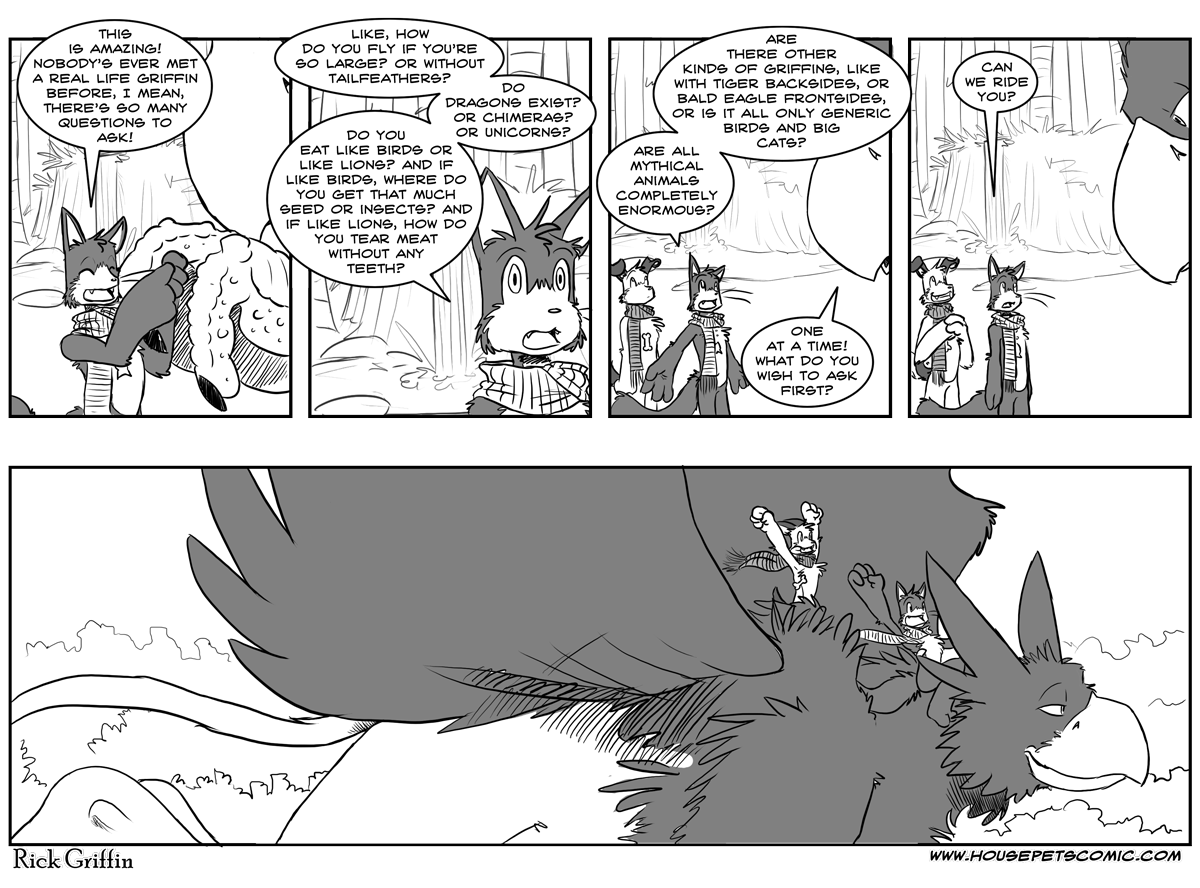 THIS
IS AMAZING!
NOBODY'S EVER MET
A REAL LIFE GRIFFIN
BEFORE, I MEAN,
THERE'S SO MANY
QUESTIONS TO
ASK!
LIKE, HOW
DO YOU FLY IF YOU'RE
SO LARGE? OR WITHOUT
TAILFEATHERS?
DO
DRAGONS EXIST?
OR CHIMERAS?
OR UNICORNS?
DO YOU
EAT LIKE BIRDS OR
LIKE LIONS? AND IF
LIKE BIRDS, WHERE DO
YOU GET THAT MUCH
SEED OR INSECTS? AND
IF LIKE LIONS, HOW DO
YOU TEAR MEAT
WITHOUT ANY
TEETH?
ARE
THERE OTHER
KINDS OF GRIFFINS, LIKE
WITH TIGER BACKSIDES, OR
BALD EAGLE FRONTSIDES,
OR IS IT ALL ONLY GENERIC
BIRDS AND BIG
CATS?
ARE ALL
MYTHICAL
ANIMALS
COMPLETELY
ENORMOUS?
ONE
AT A TIME!
WHAT DO YOU
WISH TO ASK
FIRST?
CAN
WE RIDE
YOU?
Rick Griffin
WWW.HOUSEPETSCOMIC.COM